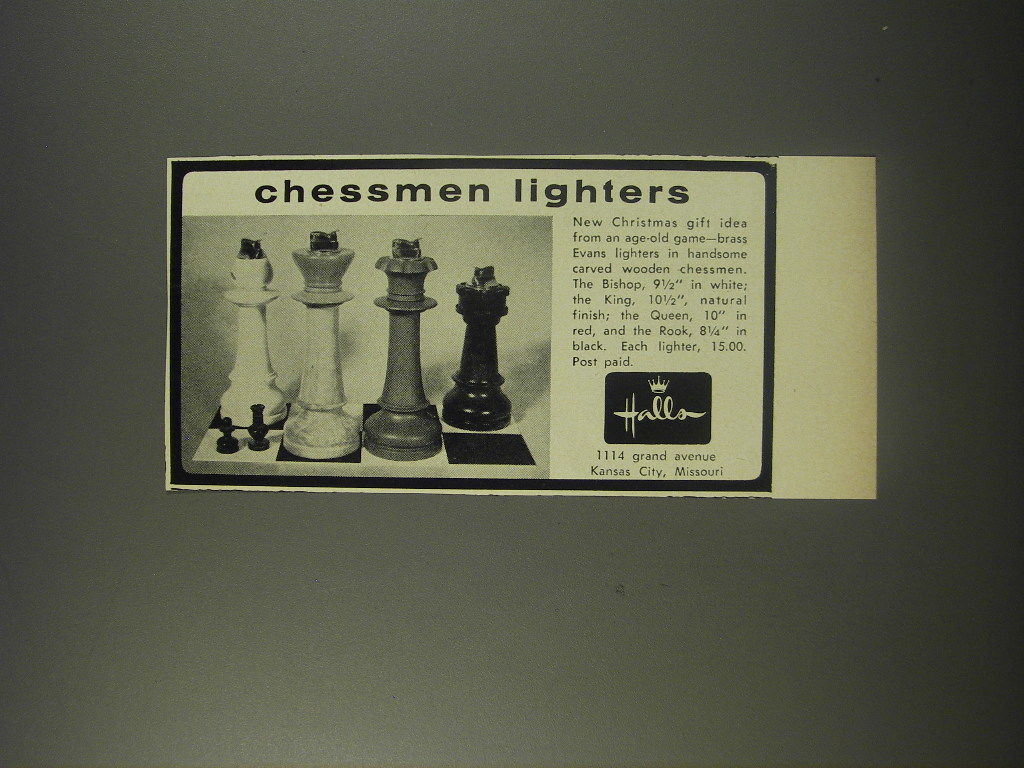 chessmen lighters
New Christmas gift idea
from an age-old game—brass
Evans lighters in handsome
carved wooden chessmen.
The Bishop, 9½" in white;
the King, 10½", natural
finish; the Queen, 10" in
red, and the Rook, 8¼" in
black. Each lighter, 15.00.
Post paid.
Halls
1114 grand avenue
Kansas City, Missouri